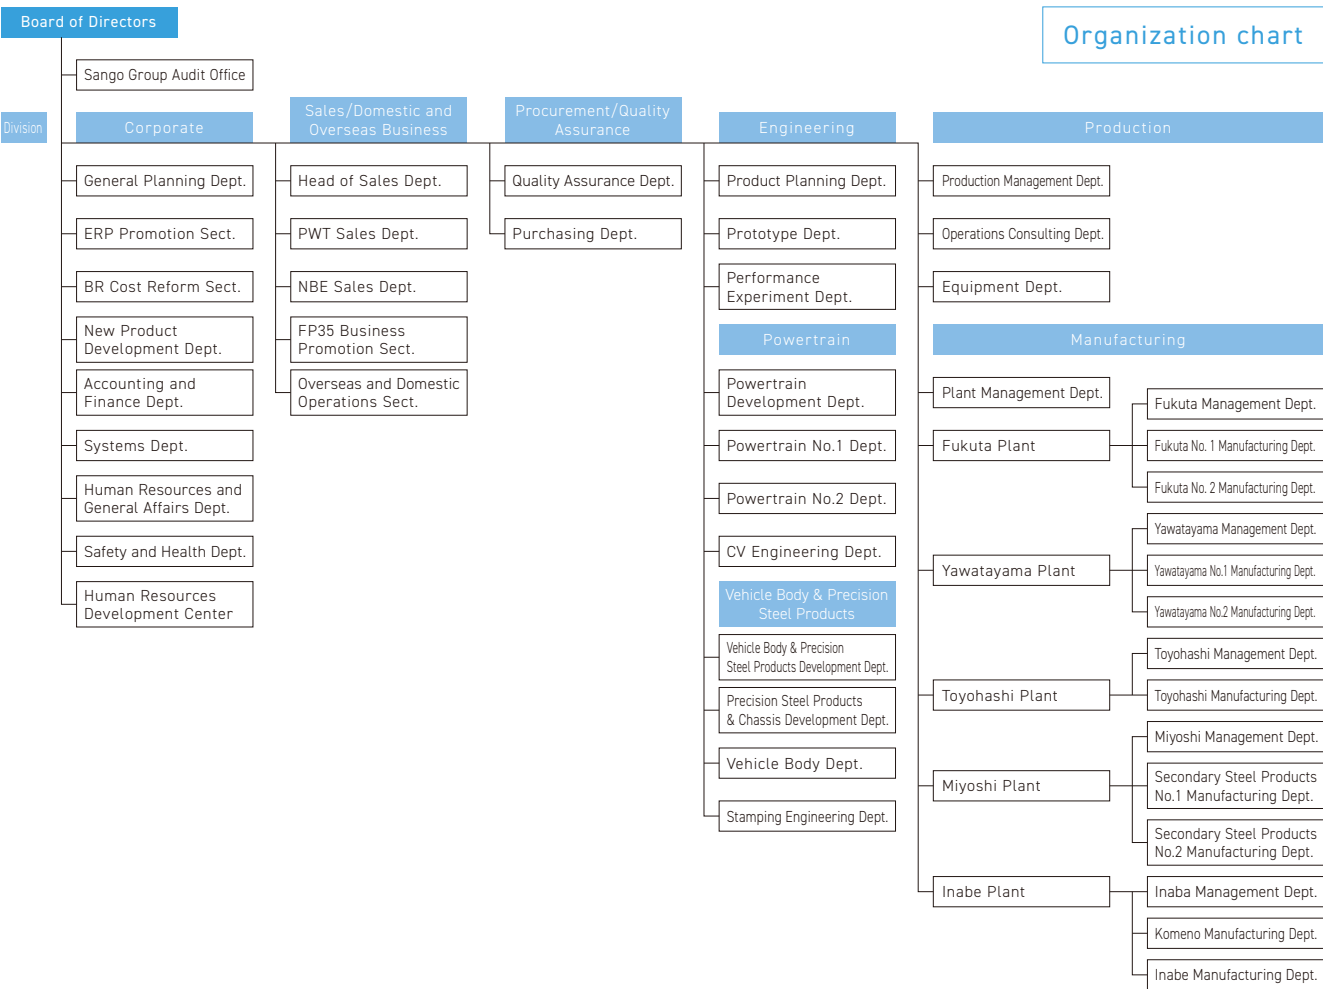 Board of Directors
Organization chart
Sango Group Audit Office
Division
Corporate
General Planning Dept.
ERP Promotion Sect.
BR Cost Reform Sect.
New Product
Development Dept.
Accounting and
Finance Dept.
Systems Dept.
Human Resources and
General Affairs Dept.
Safety and Health Dept.
Human Resources
Development Center
Sales/Domestic and
Overseas Business
Head of Sales Dept.
PWT Sales Dept.
NBE Sales Dept.
FP35 Business
Promotion Sect.
Overseas and Domestic
Operations Sect.
Procurement/Quality
Assurance
Quality Assurance Dept.
Purchasing Dept.
Engineering
Product Planning Dept.
Prototype Dept.
Performance
Experiment Dept.
Powertrain
Powertrain
Development Dept.
Powertrain No.1 Dept.
Powertrain No.2 Dept.
CV Engineering Dept.
Vehicle Body & Precision
Steel Products
Vehicle Body & Precision
Steel Products Development Dept.
Precision Steel Products
& Chassis Development Dept.
Vehicle Body Dept.
Stamping Engineering Dept.
Production
Production Management Dept.
Operations Consulting Dept.
Equipment Dept.
Manufacturing
Plant Management Dept.
Fukuta Plant
Fukuta Management Dept.
Fukuta No. 1 Manufacturing Dept.
Fukuta No. 2 Manufacturing Dept.
Yawatayama Plant
Yawatayama Management Dept.
Yawatayama No.1 Manufacturing Dept.
Yawatayama No.2 Manufacturing Dept.
Toyohashi Plant
Toyohashi Management Dept.
Toyohashi Manufacturing Dept.
Miyoshi Plant
Miyoshi Management Dept.
Secondary Steel Products
No.1 Manufacturing Dept.
Secondary Steel Products
No.2 Manufacturing Dept.
Inabe Plant
Inaba Management Dept.
Komeno Manufacturing Dept.
Inabe Manufacturing Dept.